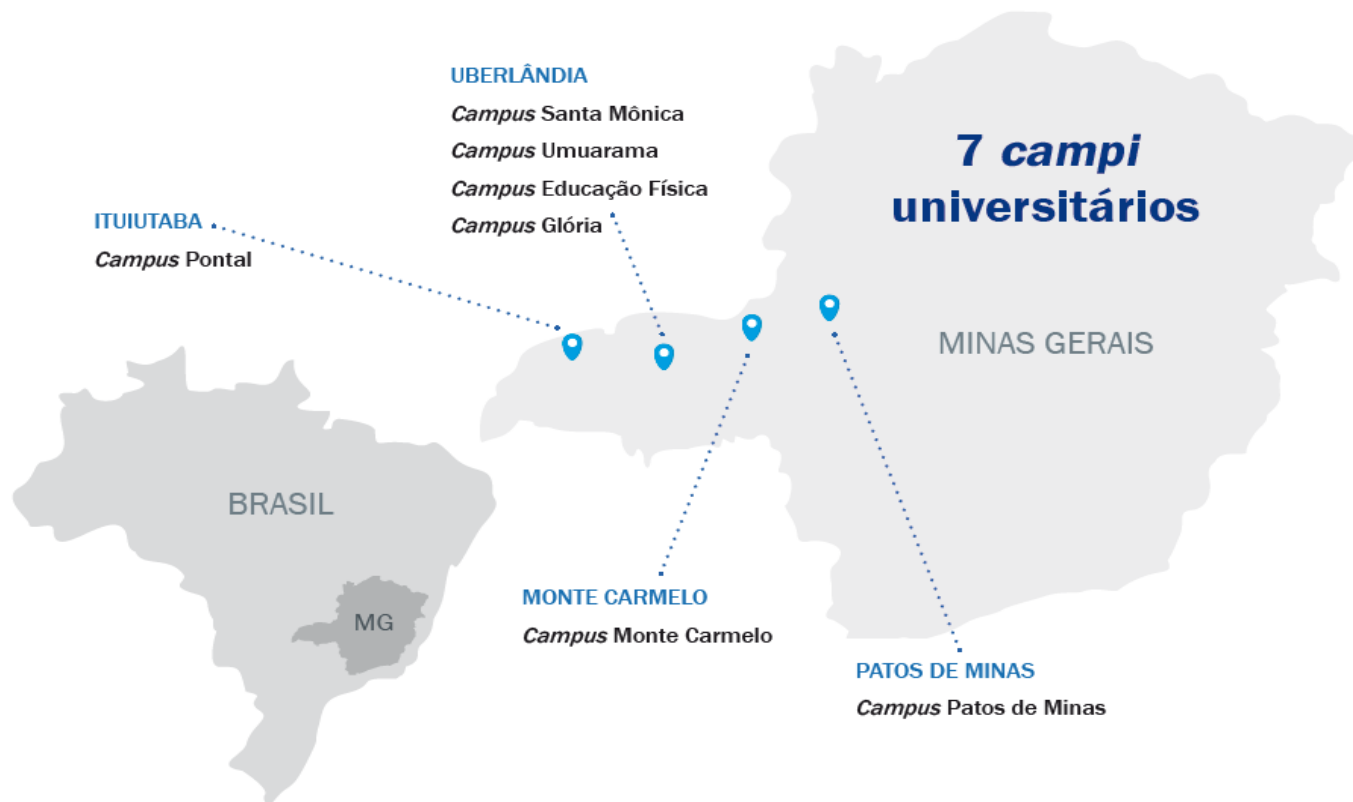 UBERLÂNDIA
Campus Santa Mônica
Campus Umuarama
Campus Educação Física
Campus Glória
ITUIUTABA
Campus Pontal
7 campi
universitários
MINAS GERAIS
BRASIL
MG
MONTE CARMELO
Campus Monte Carmelo
PATOS DE MINAS
Campus Patos de Minas